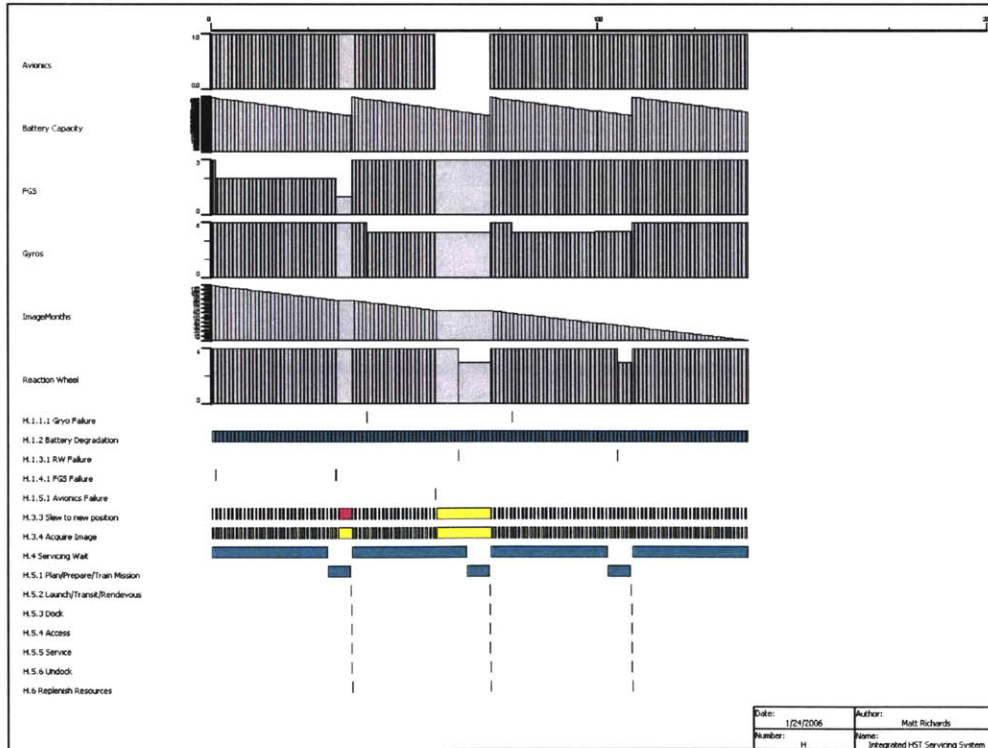 0 100 20
Avionics
1.0
0.0
Battery Capacity
FGS
3
0
Gyros
6
0
ImageMonths
Reaction Wheel
4
0
H.1.1.1 Gryo Failure
H.1.2 Battery Degradation
H.1.3.1 RW Failure
H.1.4.1 FGS Failure
H.1.5.1 Avionics Failure
H.3.3 Slew to new position
H.3.4 Acquire Image
H.4 Servicing Wait
H.5.1 Plan/Prepare/Train Mission
H.5.2 Launch/Transit/Rendevous
H.5.3 Dock
H.5.4 Access
H.5.5 Service
H.5.6 Undock
H.6 Replenish Resources
Date: Author:
1/24/2006 Matt Richards
Number: Name:
H Integrated HST Servicing System